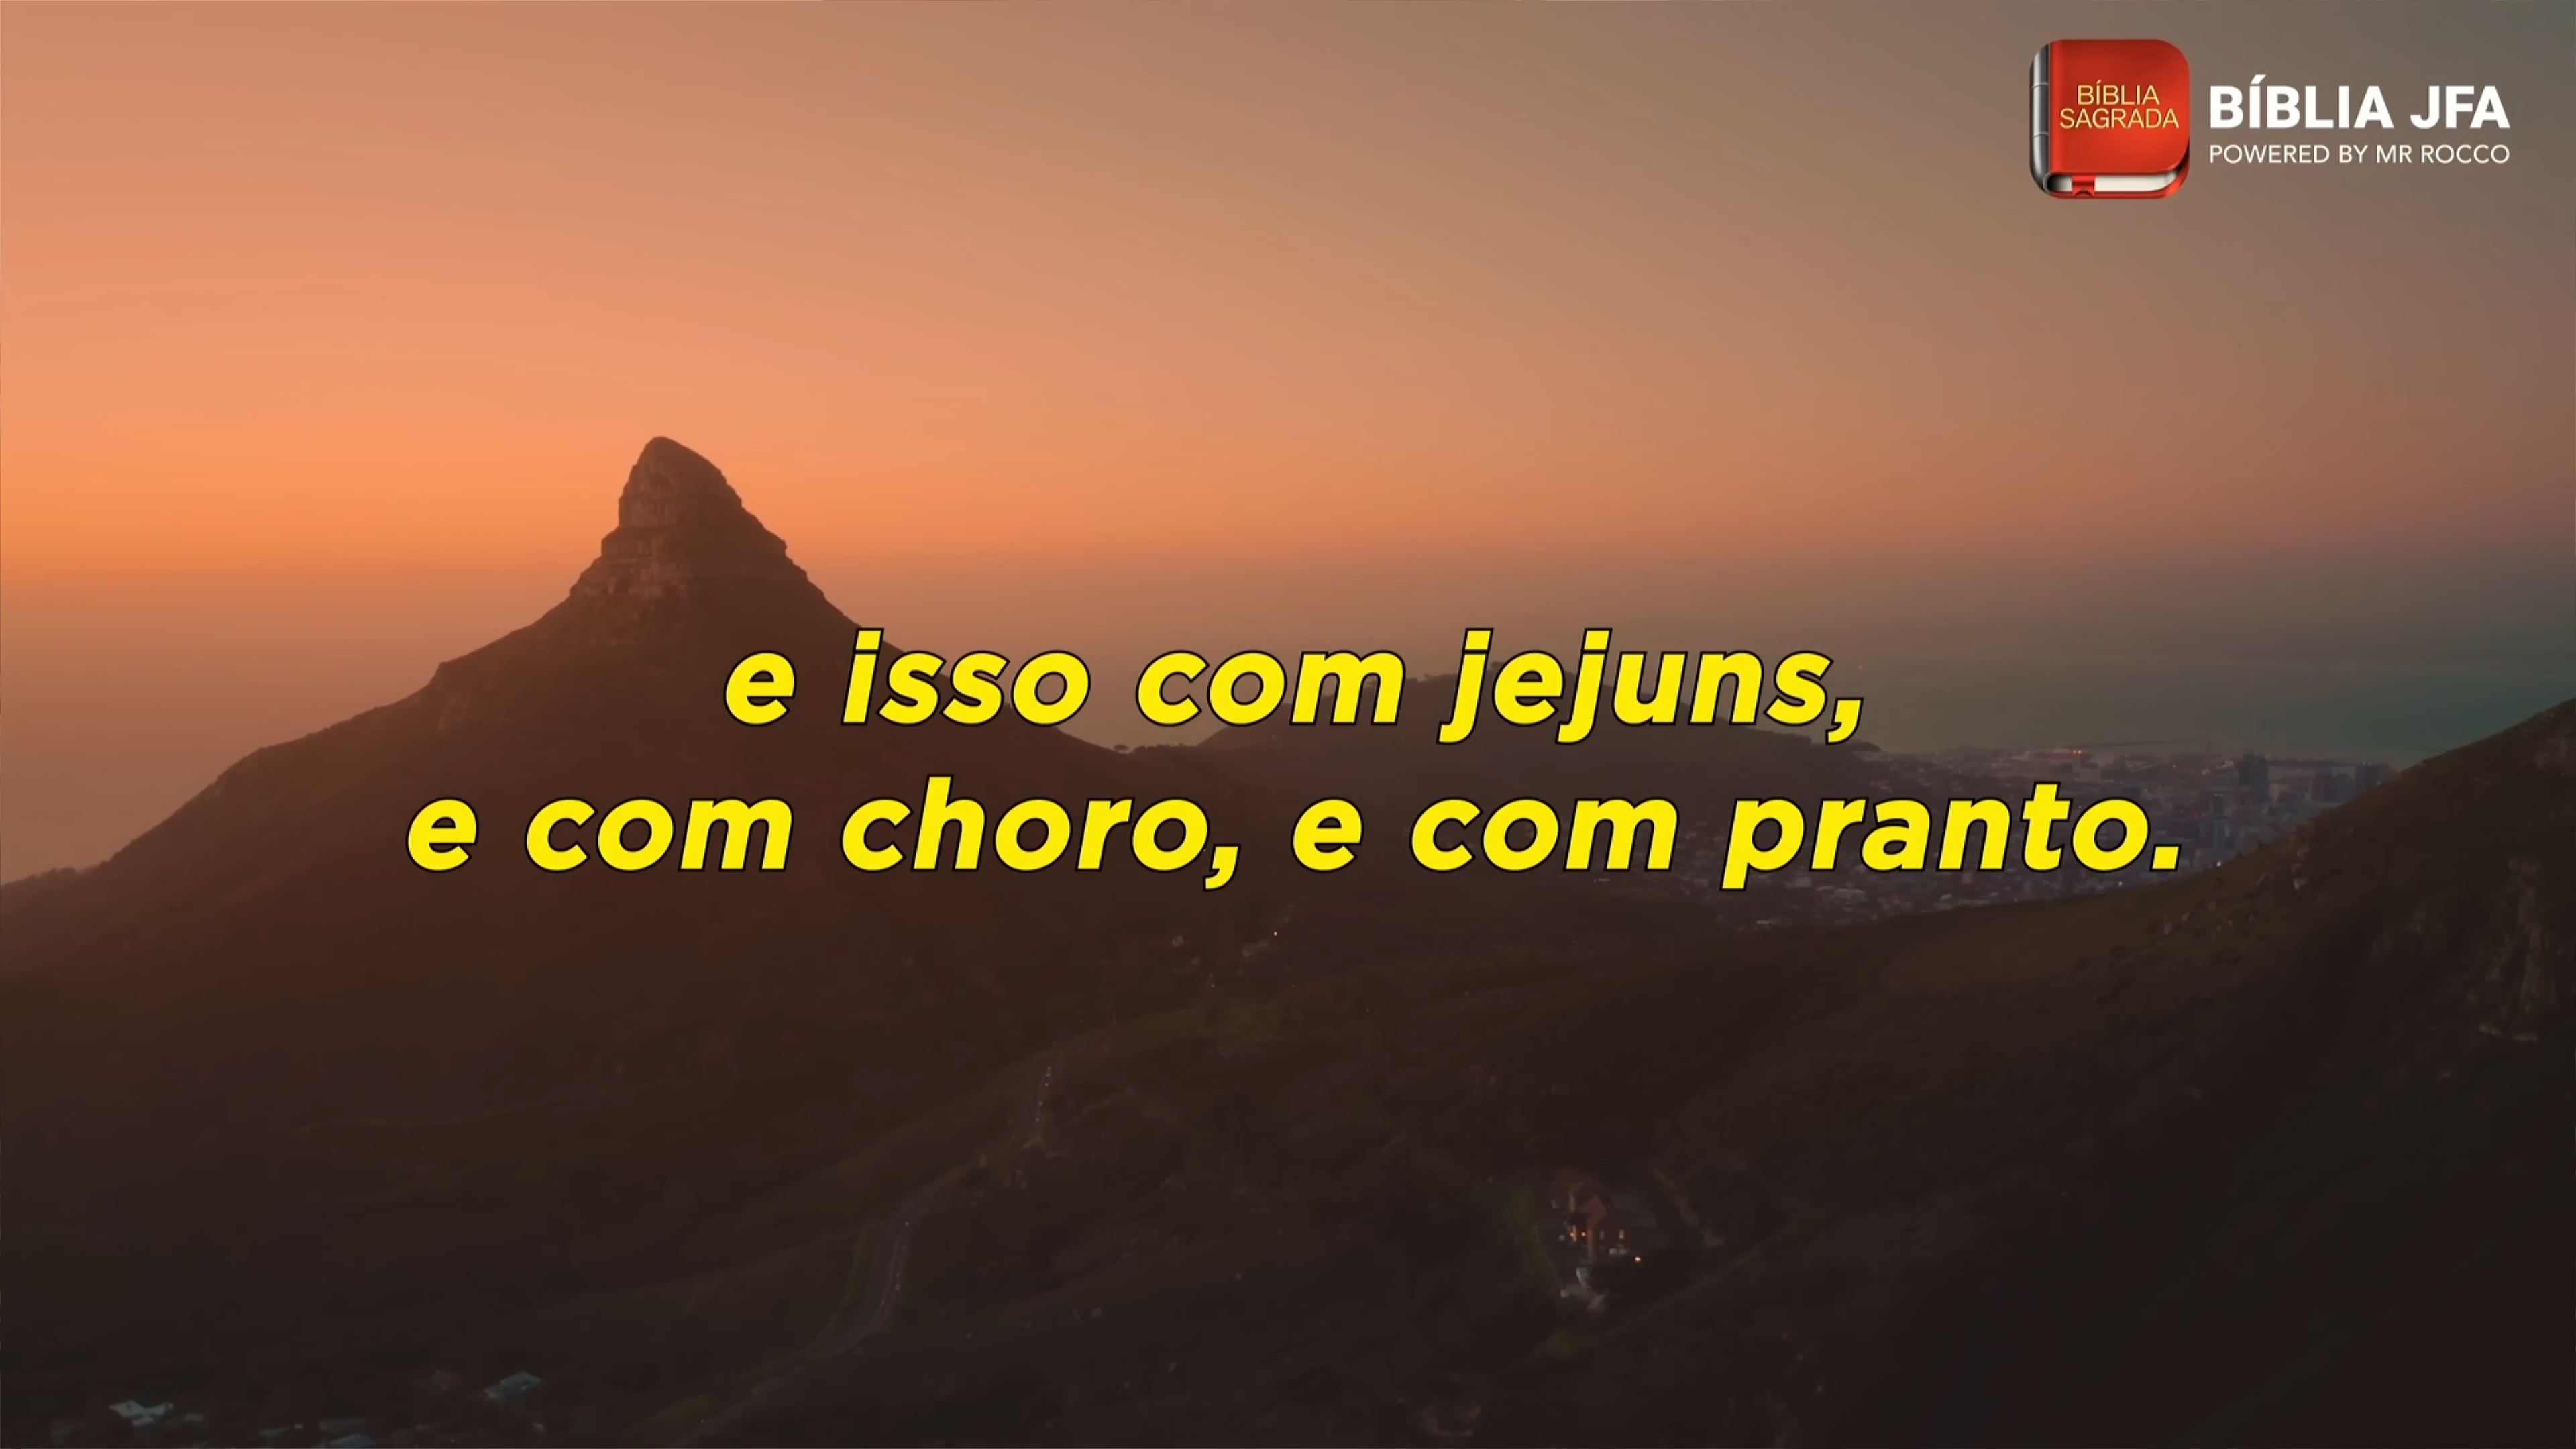 BÍBLIA
SAGRADA
BÍBLIA JFA
POWERED BY MR ROCCO
e isso com jejuns,
e com choro, e com pranto.